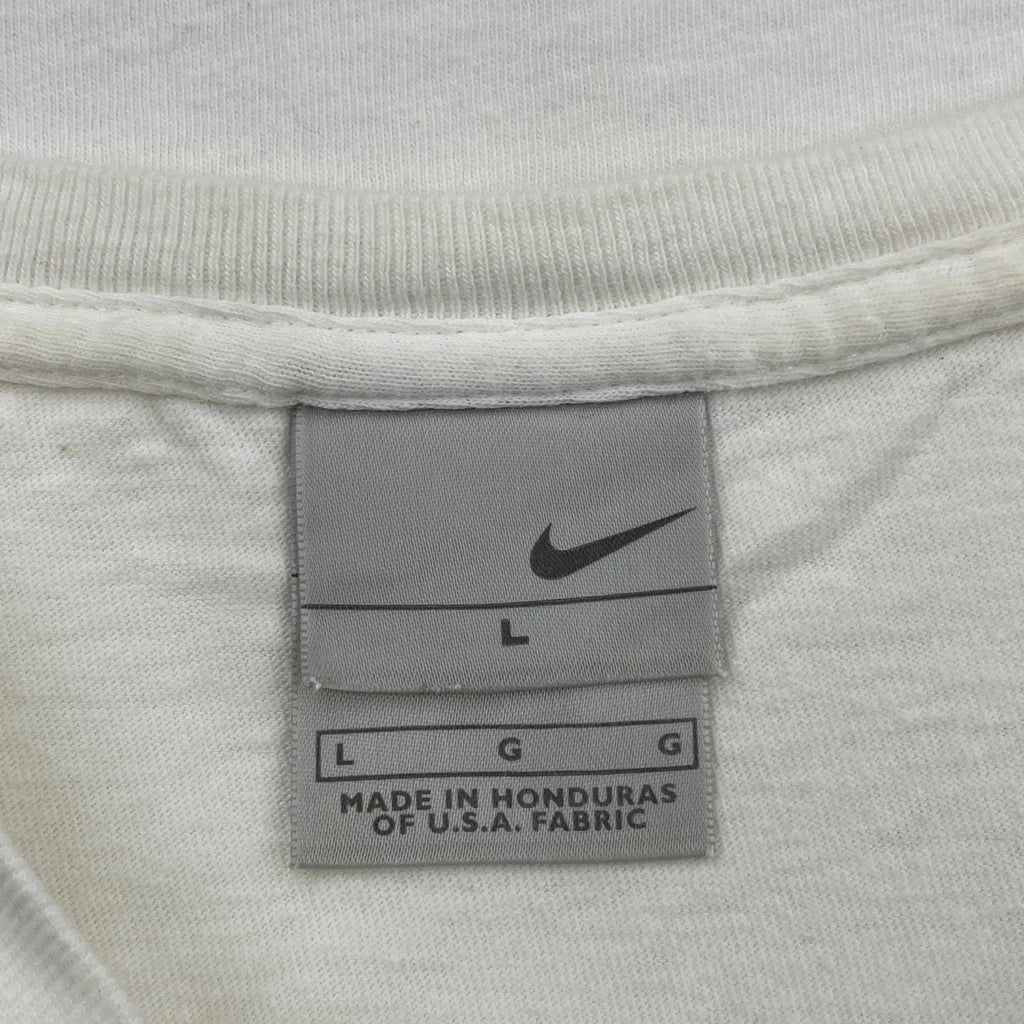 L
L G G
MADE IN HONDURAS
OF U.S.A. FABRIC